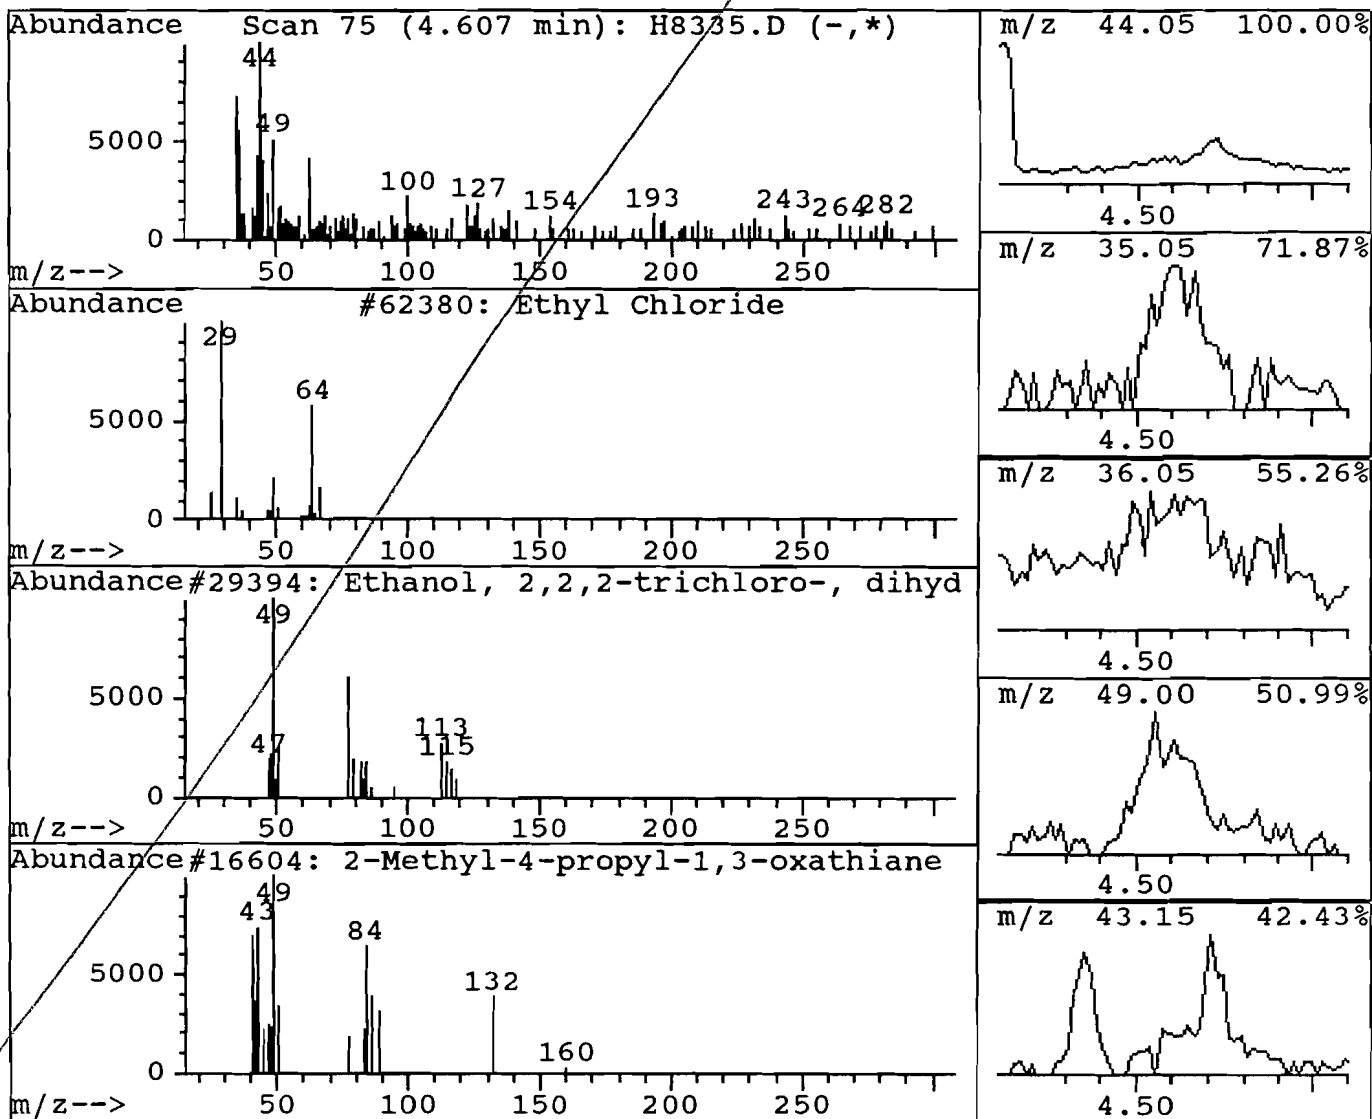 Abundance Scan 75 (4.607 min): H8335.D (-,*)
44
49
5000
100 127 154 193 243 264 282
0
m/z--> 50 100 150 200 250
Abundance #62380: Ethyl Chloride
29
64
5000
0
m/z--> 50 100 150 200 250
Abundance #29394: Ethanol, 2,2,2-trichloro-, dihyd
49
5000
47 113
115
0
m/z--> 50 100 150 200 250
Abundance #16604: 2-Methyl-4-propyl-1,3-oxathiane
49
43
84
5000
132
160
0
m/z--> 50 100 150 200 250
m/z 44.05 100.00%
4.50
m/z 35.05 71.87%
4.50
m/z 36.05 55.26%
4.50
m/z 49.00 50.99%
4.50
m/z 43.15 42.43%
4.50